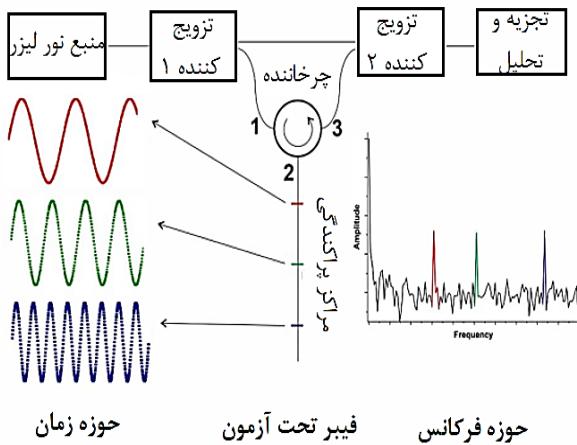 منبع نور لیزر
تزویج
کننده ۱
تزویج
کننده ۲
تجزیه و
تحلیل
چرخاننده
1
3
2
مراکز پراکندگی
Amplitude
Frequency
حوزه زمان
فیبر تحت آزمون
حوزه فرکانس